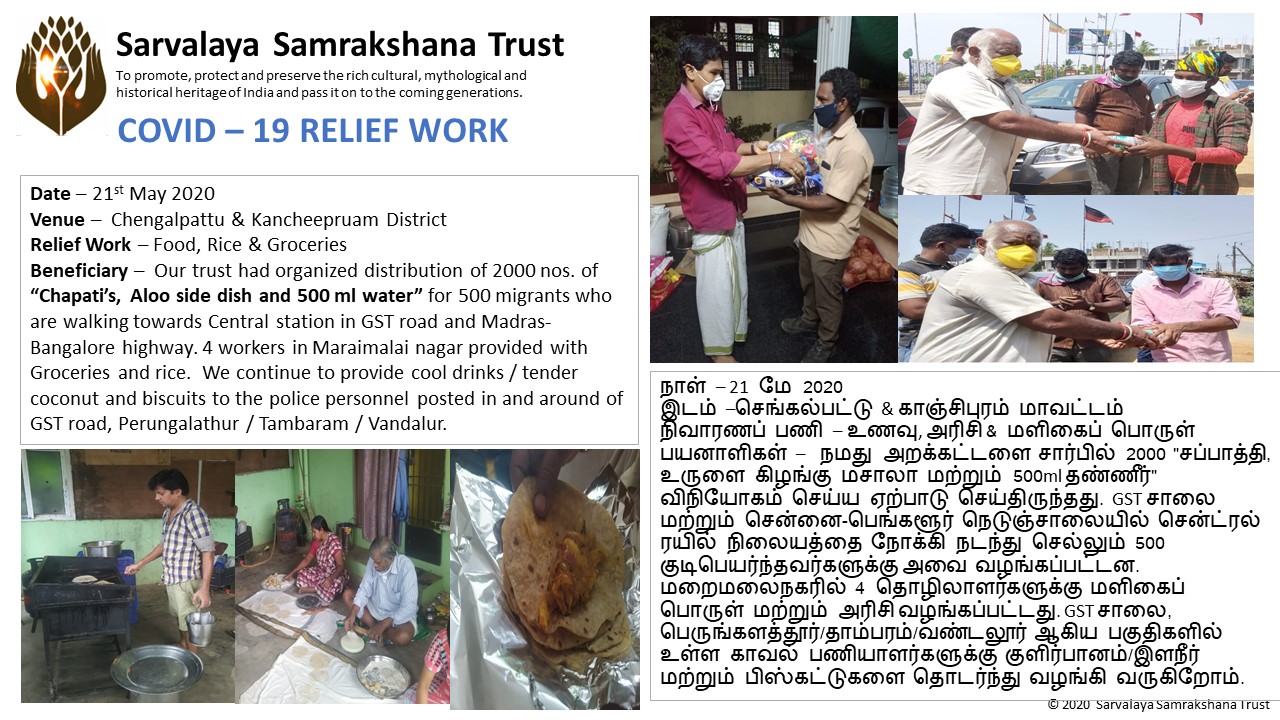 Sarvalaya Samrakshana Trust
To promote, protect and preserve the rich cultural, mythological and
historical heritage of India and pass it on to the coming generations.
COVID – 19 RELIEF WORK
Date – 21st May 2020
Venue – Chengalpattu & Kancheepruam District
Relief Work – Food, Rice & Groceries
Beneficiary – Our trust had organized distribution of 2000 nos. of
“Chapati’s, Aloo side dish and 500 ml water” for 500 migrants who
are walking towards Central station in GST road and Madras-
Bangalore highway. 4 workers in Maraimalai nagar provided with
Groceries and rice. We continue to provide cool drinks / tender
coconut and biscuits to the police personnel posted in and around of
GST road, Perungalathur / Tambaram / Vandalur.
நாள் – 21 மே 2020
இடம் –செங்கல்பட்டு & காஞ்சிபுரம் மாவட்டம்
நிவாரணப் பணி – உணவு, அரிசி & மளிகைப் பொருள்
பயனாளிகள் – நமது அறக்கட்டளை சார்பில் 2000 "சப்பாத்தி,
உருளை கிழங்கு மசாலா மற்றும் 500ml தண்ணீர்"
விநியோகம் செய்ய ஏற்பாடு செய்திருந்தது. GST சாலை
மற்றும் சென்னை-பெங்களூர் நெடுஞ்சாலையில் சென்ட்ரல்
ரயில் நிலையத்தை நோக்கி நடந்து செல்லும் 500
குடிபெயர்ந்தவர்களுக்கு அவை வழங்கப்பட்டன.
மறைமலைநகரில் 4 தொழிலாளர்களுக்கு மளிகைப்
பொருள் மற்றும் அரிசி வழங்கப்பட்டது. GST சாலை,
பெருங்களத்தூர்/தாம்பரம்/வண்டலூர் ஆகிய பகுதிகளில்
உள்ள காவல் பணியாளர்களுக்கு குளிர்பானம்/இளநீர்
மற்றும் பிஸ்கட்டுகளை தொடர்ந்து வழங்கி வருகிறோம்.
© 2020 Sarvalaya Samrakshana Trust